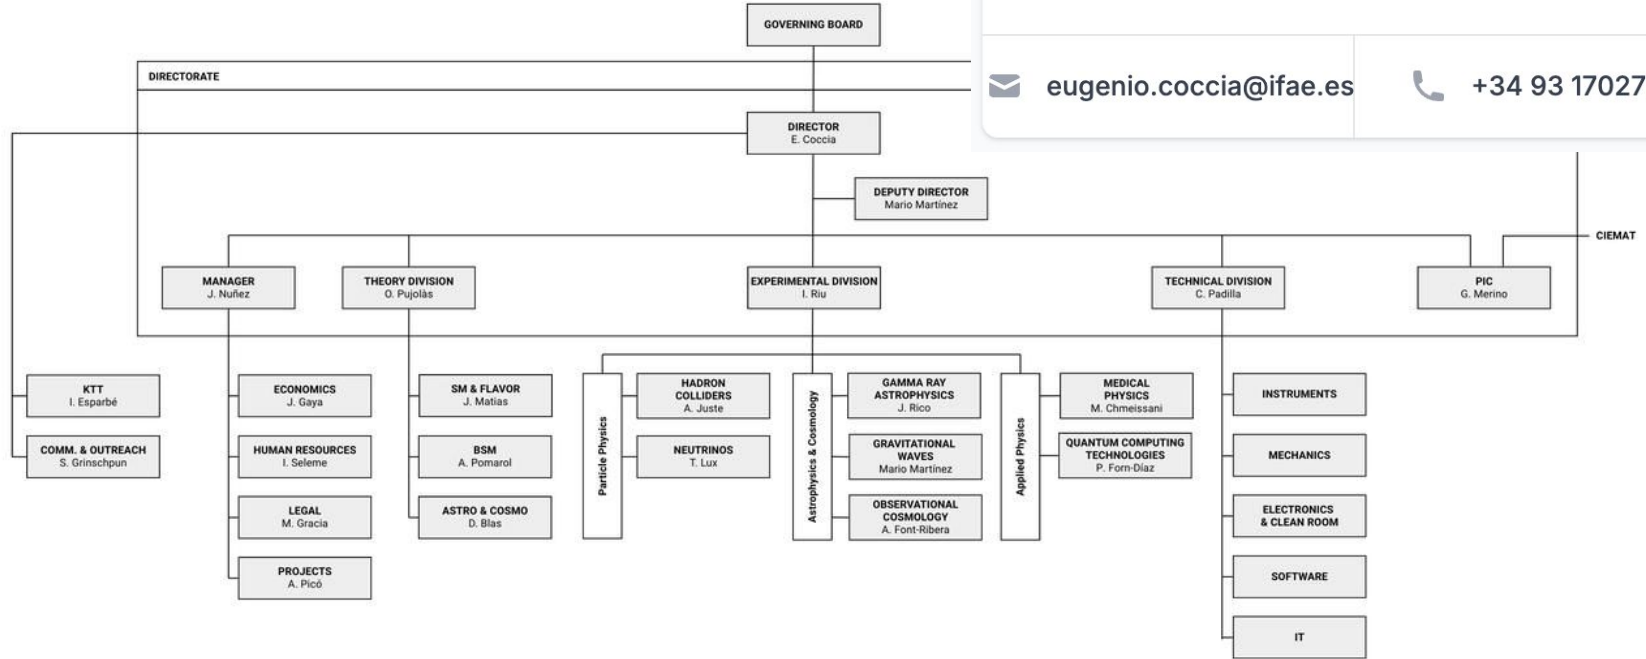 GOVERNING BOARD
eugenio.coccia@ifae.es
+34 93 17027
DIRECTORATE
DIRECTOR
E. Coccia
DEPUTY DIRECTOR
Mario Martínez
CIEMAT
MANAGER
J. Nuñez
THEORY DIVISION
O. Pujolàs
EXPERIMENTAL DIVISION
I. Riu
TECHNICAL DIVISION
C. Padilla
PIC
G. Merino
KTT
I. Esparbé
COMM. & OUTREACH
S. Grinschpun
ECONOMICS
J. Gaya
HUMAN RESOURCES
I. Seleme
LEGAL
M. Gracia
PROJECTS
A. Picó
SM & FLAVOR
J. Matias
BSM
A. Pomarol
ASTRO & COSMO
D. Blas
Particle Physics
HADRON
COLLIDERS
A. Juste
NEUTRINOS
T. Lux
Astrophysics & Cosmology
GAMMA RAY
ASTROPHYSICS
J. Rico
GRAVITATIONAL
WAVES
Mario Martínez
OBSERVATIONAL
COSMOLOGY
A. Font-Ribera
Applied Physics
MEDICAL
PHYSICS
M. Chmeissani
QUANTUM COMPUTING
TECHNOLOGIES
P. Forn-Díaz
INSTRUMENTS
MECHANICS
ELECTRONICS
& CLEAN ROOM
SOFTWARE
IT